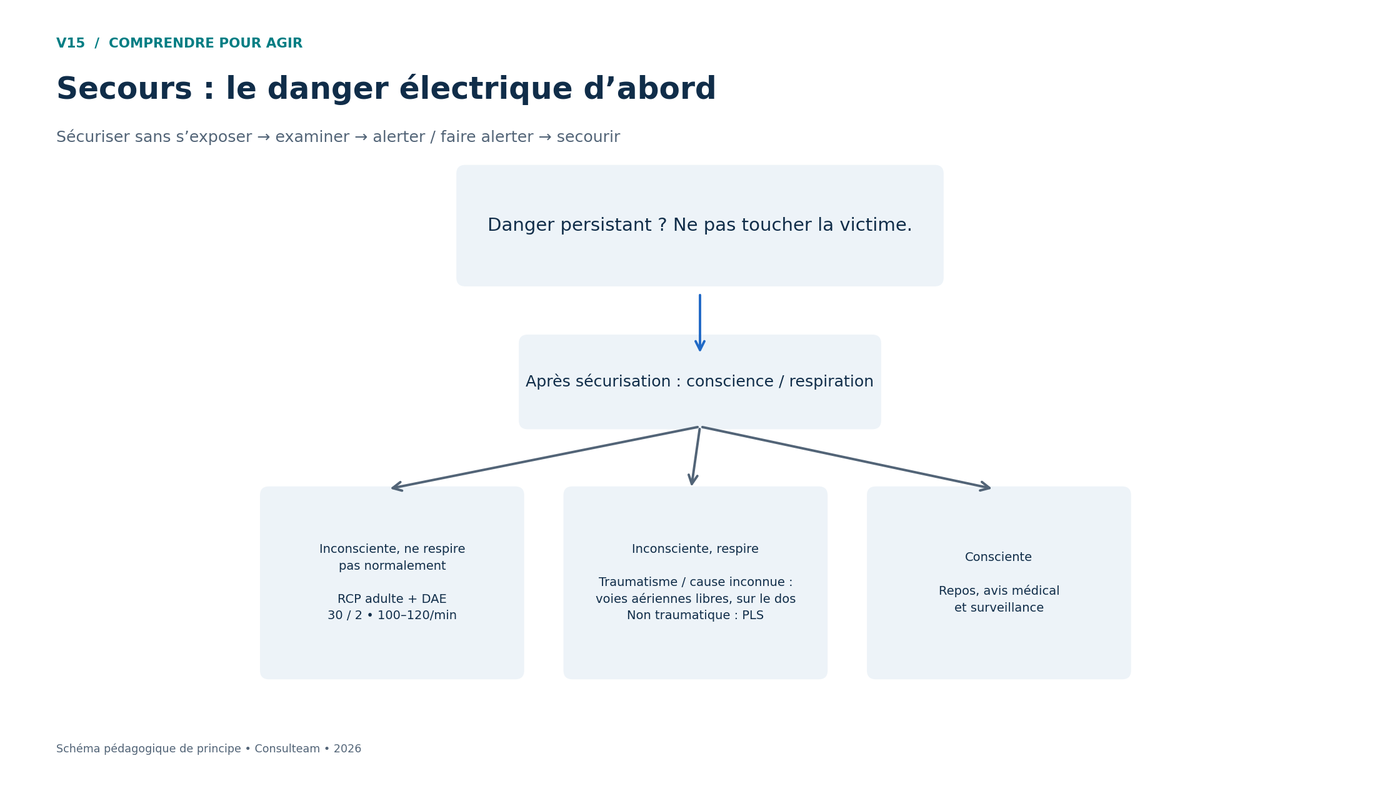 V15 / COMPRENDRE POUR AGIR
Secours : le danger électrique d’abord
Sécuriser sans s’exposer → examiner → alerter / faire alerter → secourir
Danger persistant ? Ne pas toucher la victime.
Après sécurisation : conscience / respiration
Inconsciente, ne respire
pas normalement
RCP adulte + DAE
30 / 2 • 100–120/min
Inconsciente, respire
Traumatisme / cause inconnue :
voies aériennes libres, sur le dos
Non traumatique : PLS
Consciente
Repos, avis médical
et surveillance
Schéma pédagogique de principe • Consulteam • 2026